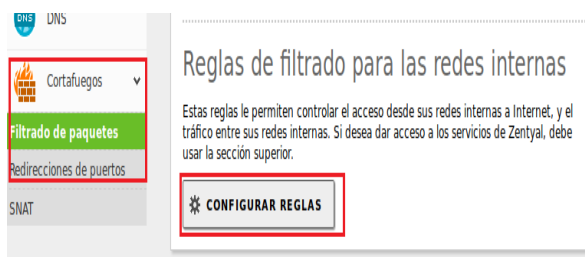 DNS
DNS
Cortafuegos
Filtrado de paquetes
Redirecciones de puertos
SNAT
Reglas de filtrado para las redes internas
Estas reglas le permiten controlar el acceso desde sus redes internas a Internet, y el
tráfico entre sus redes internas. Si desea dar acceso a los servicios de Zentyal, debe
usar la sección superior.
CONFIGURAR REGLAS